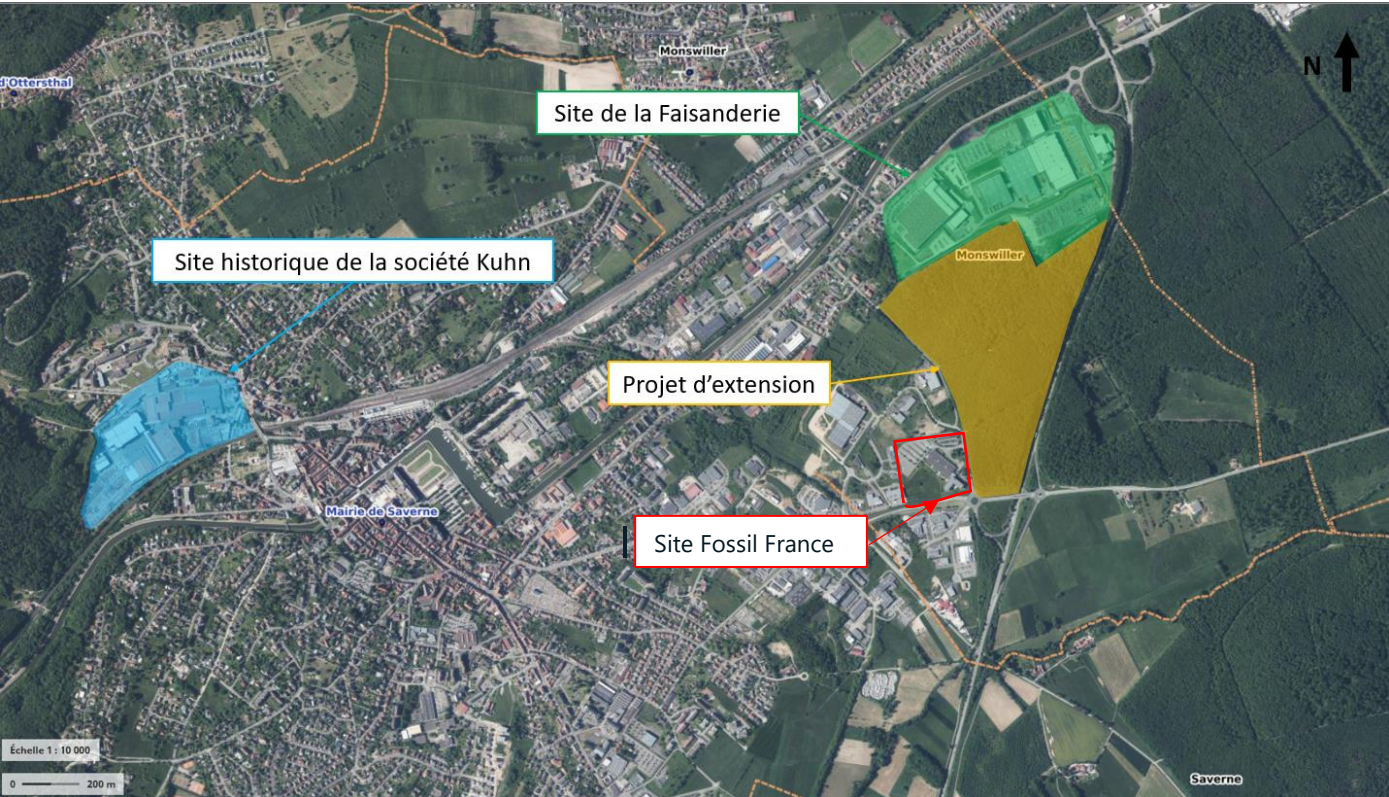 Monswiller
N
d'Ottersthal
Site de la Faisanderie
Site historique de la société Kuhn
Monswiller
Projet d'extension
Mairie de Saverne
Site Fossil France
Échelle 1 : 10 000
0 200 m
Saverne